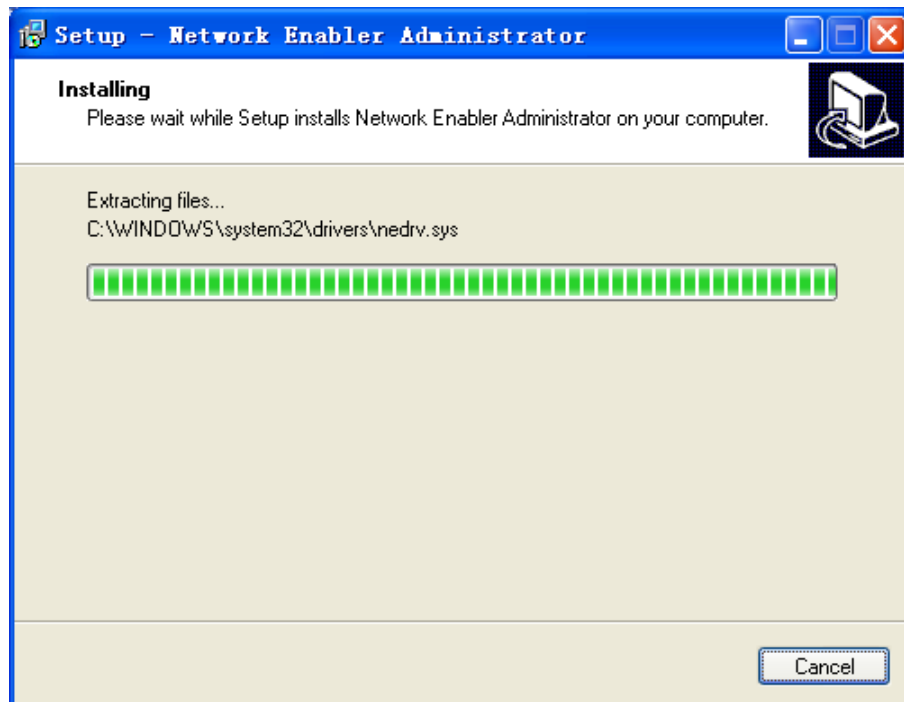 Setup - Network Enabler Administrator
Installing
Please wait while Setup installs Network Enabler Administrator on your computer.
Extracting files...
C:\WINDOWS\system32\drivers\nedrv.sys
Cancel